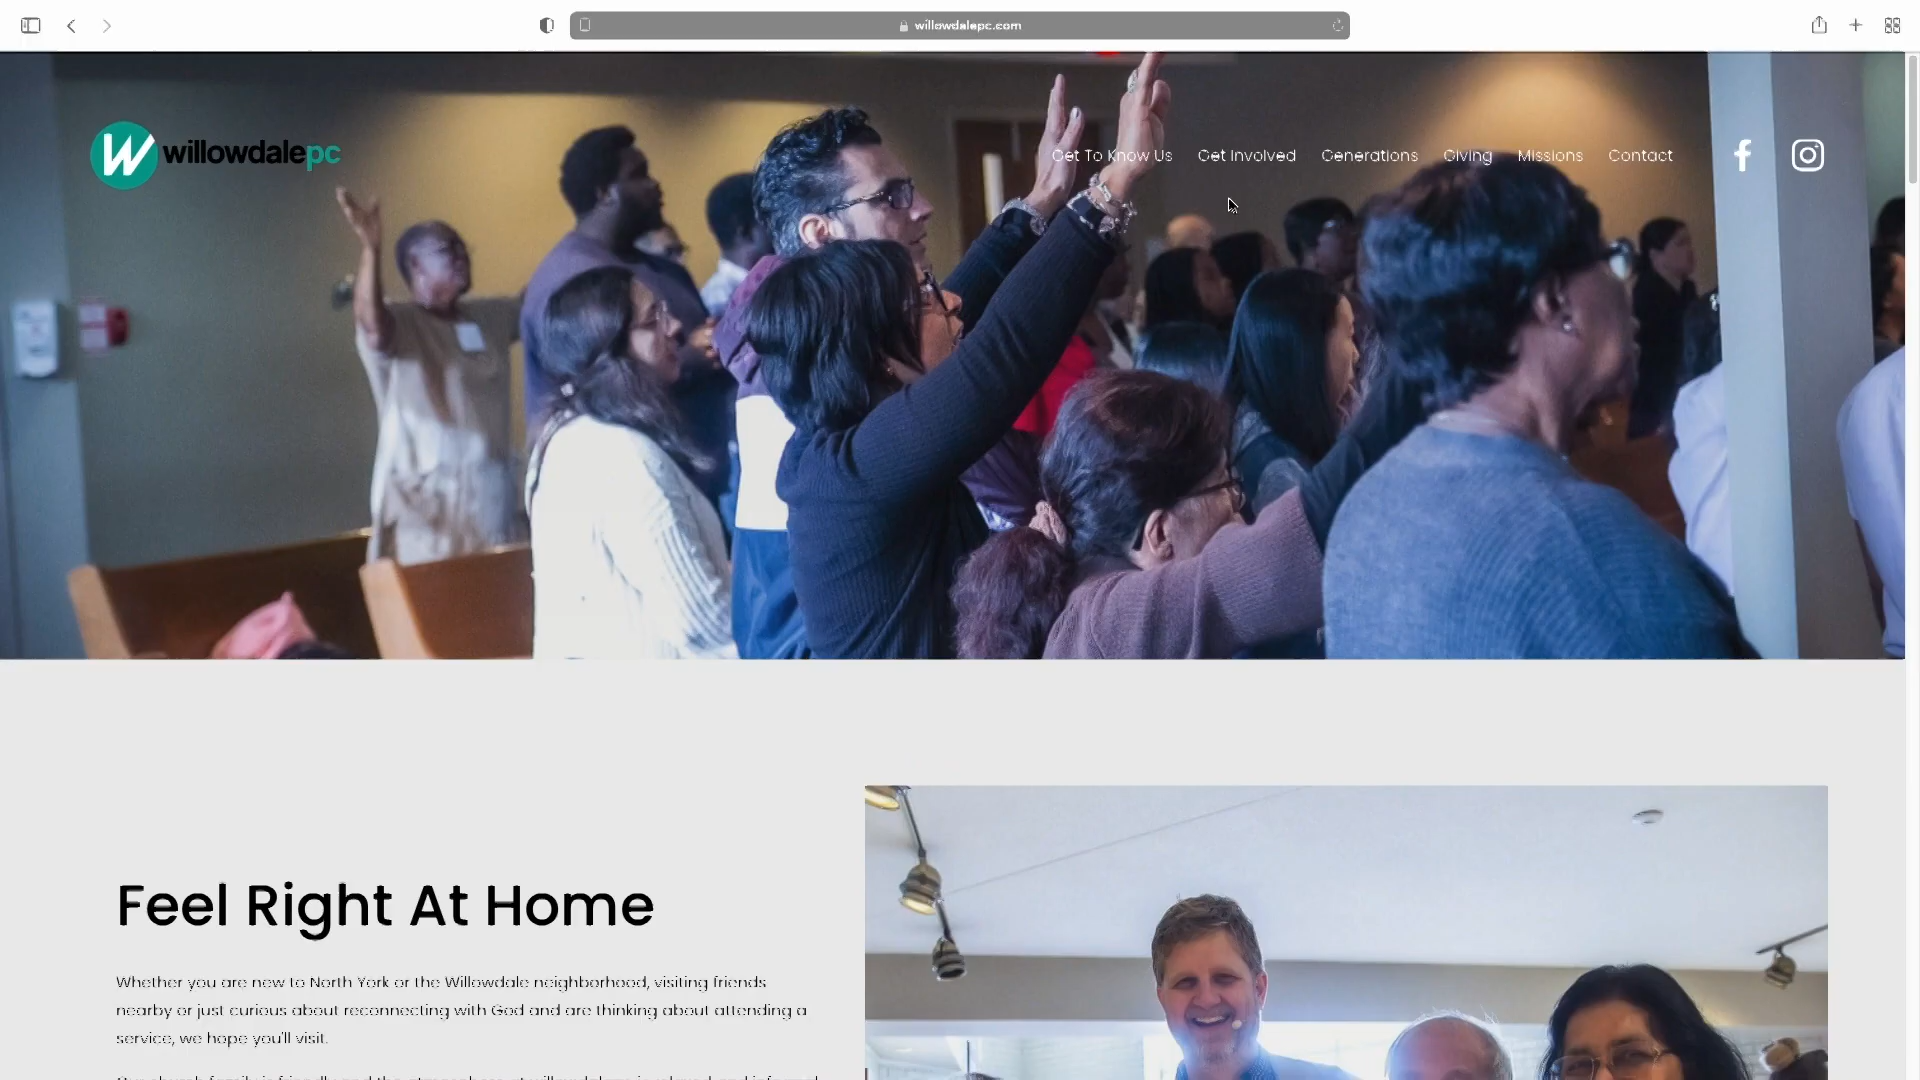 willowdalepc.com
willowdalepc
Get To Know Us Get Involved Generations Giving Missions Contact
Feel Right At Home
Whether you are new to North York or the Willowdale neighborhood, visiting friends
nearby or just curious about reconnecting with God and are thinking about attending a
service, we hope you'll visit.